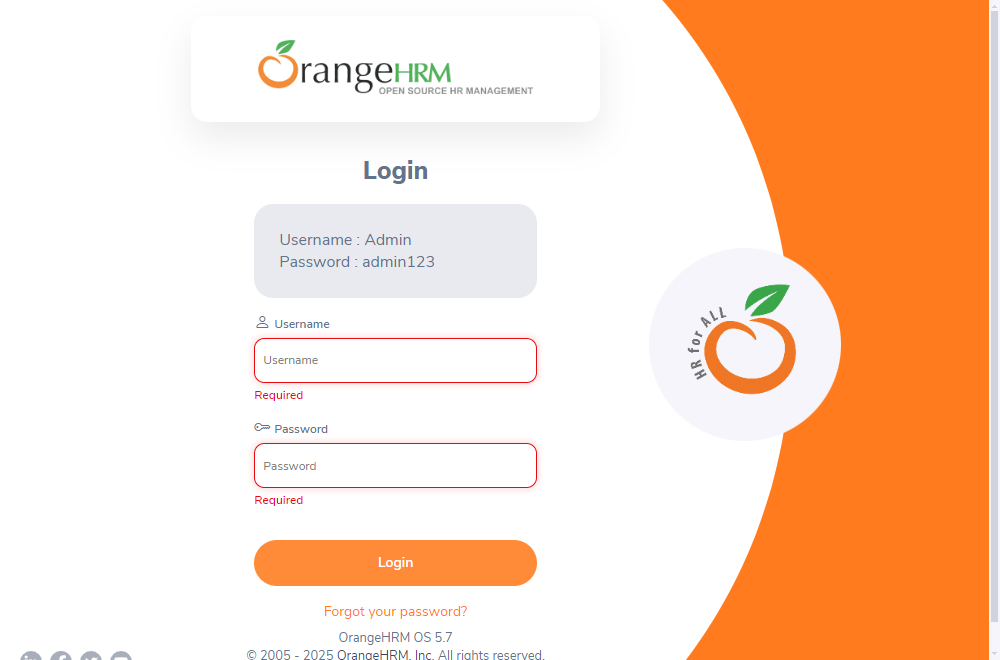 OrangeHRM
OPEN SOURCE HR MANAGEMENT
Login
Username : Admin
Password : admin123
Username
Username
Required
Password
Password
Required
Login
Forgot your password?
OrangeHRM OS 5.7
© 2005 - 2025 OrangeHRM, Inc. All rights reserved.
HR for ALL